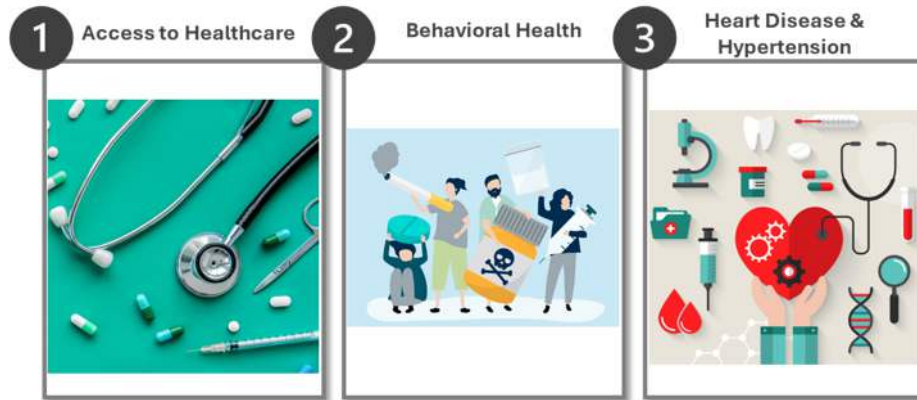 1
Access to Healthcare
2
Behavioral Health
3
Heart Disease &
Hypertension